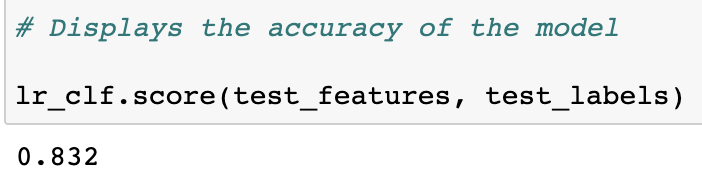 # Displays the accuracy of the model
lr_clf.score(test_features, test_labels)
0.832